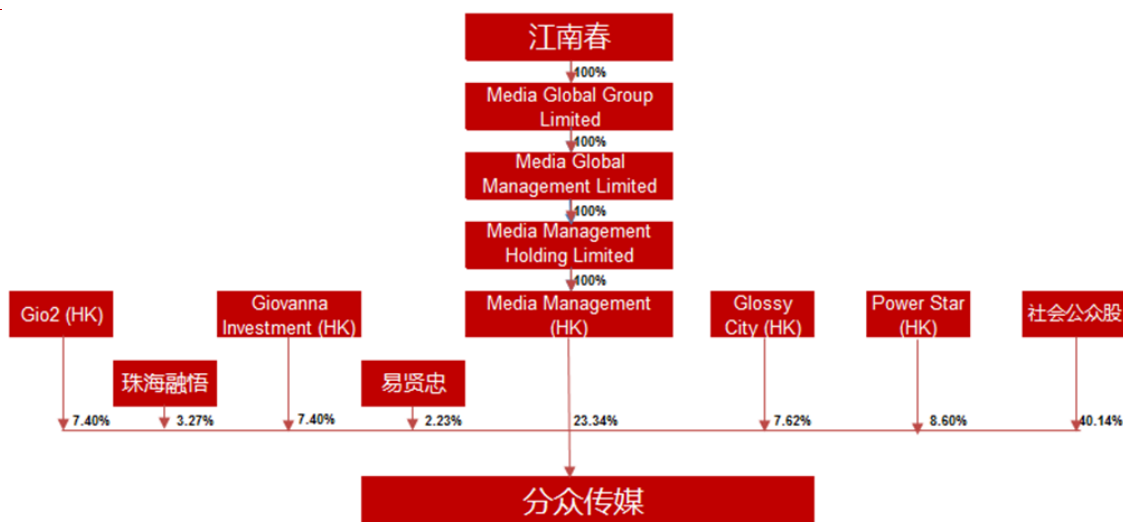 江南春
100%
Media Global Group
Limited
100%
Media Global
Management Limited
100%
Media Management
Holding Limited
100%
Gio2 (HK)
Giovanna
Investment (HK)
Media Management
(HK)
Glossy
City (HK)
Power Star
(HK)
社会公众股
珠海融悟
易贤忠
7.40%
3.27%
7.40%
2.23%
23.34%
7.62%
8.60%
40.14%
分众传媒